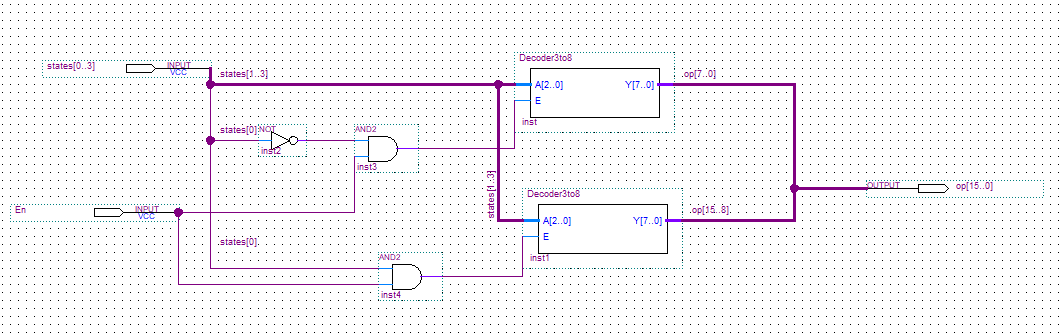 Decoder3to8
states[0..3]
INPUT
VCC
states[1..3]
op[7..0]
A[2..0]
Y[7..0]
E
inst
states[0]
NOT
inst2
AND2
inst3
states[1..3]
Decoder3to8
OUTPUT
op[15..0]
En
INPUT
VCC
op[15..8]
A[2..0]
Y[7..0]
E
inst1
states[0]
AND2
inst4